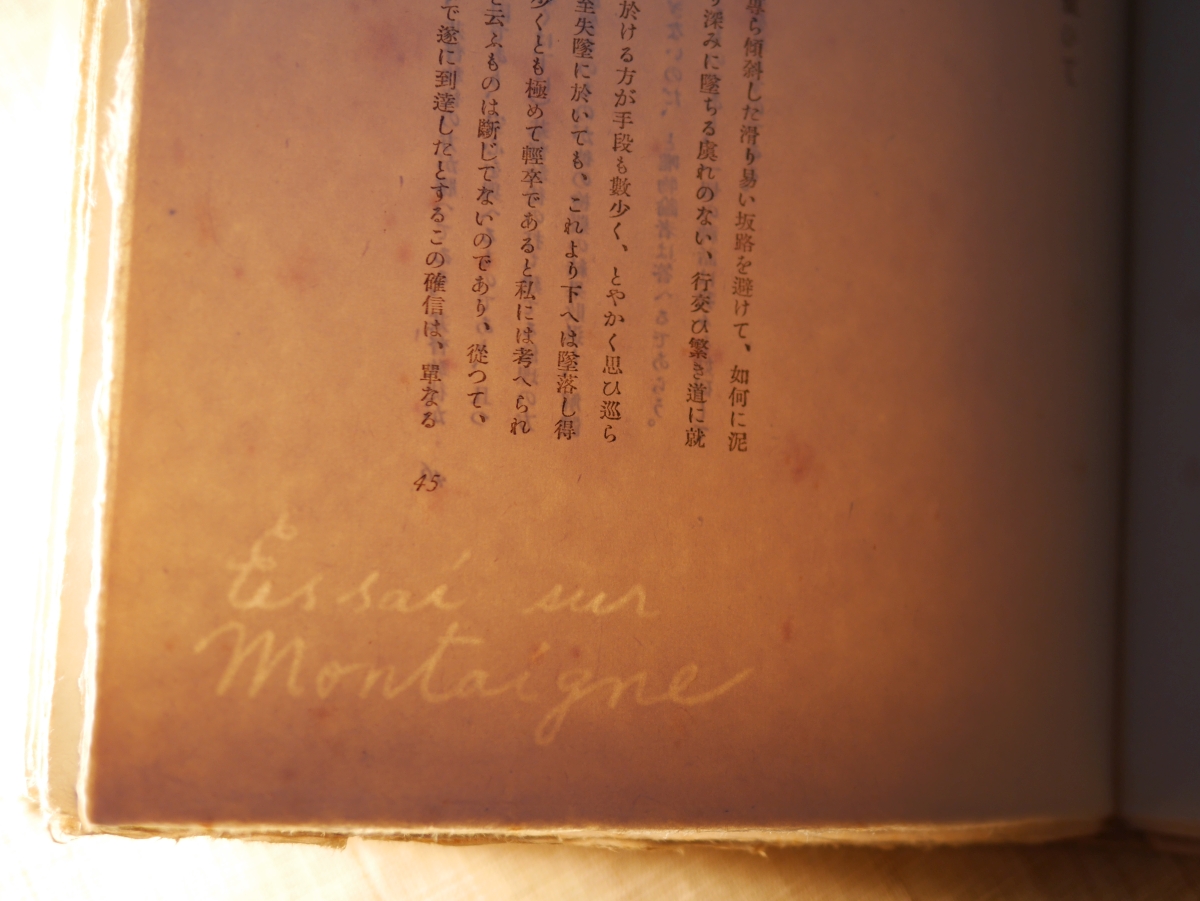 專ら傾斜した滑り易い坂路を避けて、如何に泥
深みに墜ちる虞れのない、行交ひ繁き道に就
於ける方が手段も數少く、とやかく思ひ巡ら
至失墜に於いても、これより下へは墜落し得
少くとも極めて輕卒であると私には考へられ
と云ふものは斷じてないのであり、從つて、
で遂に到達したとするこの確信は、單なる
45
Essai sur
Montaigne